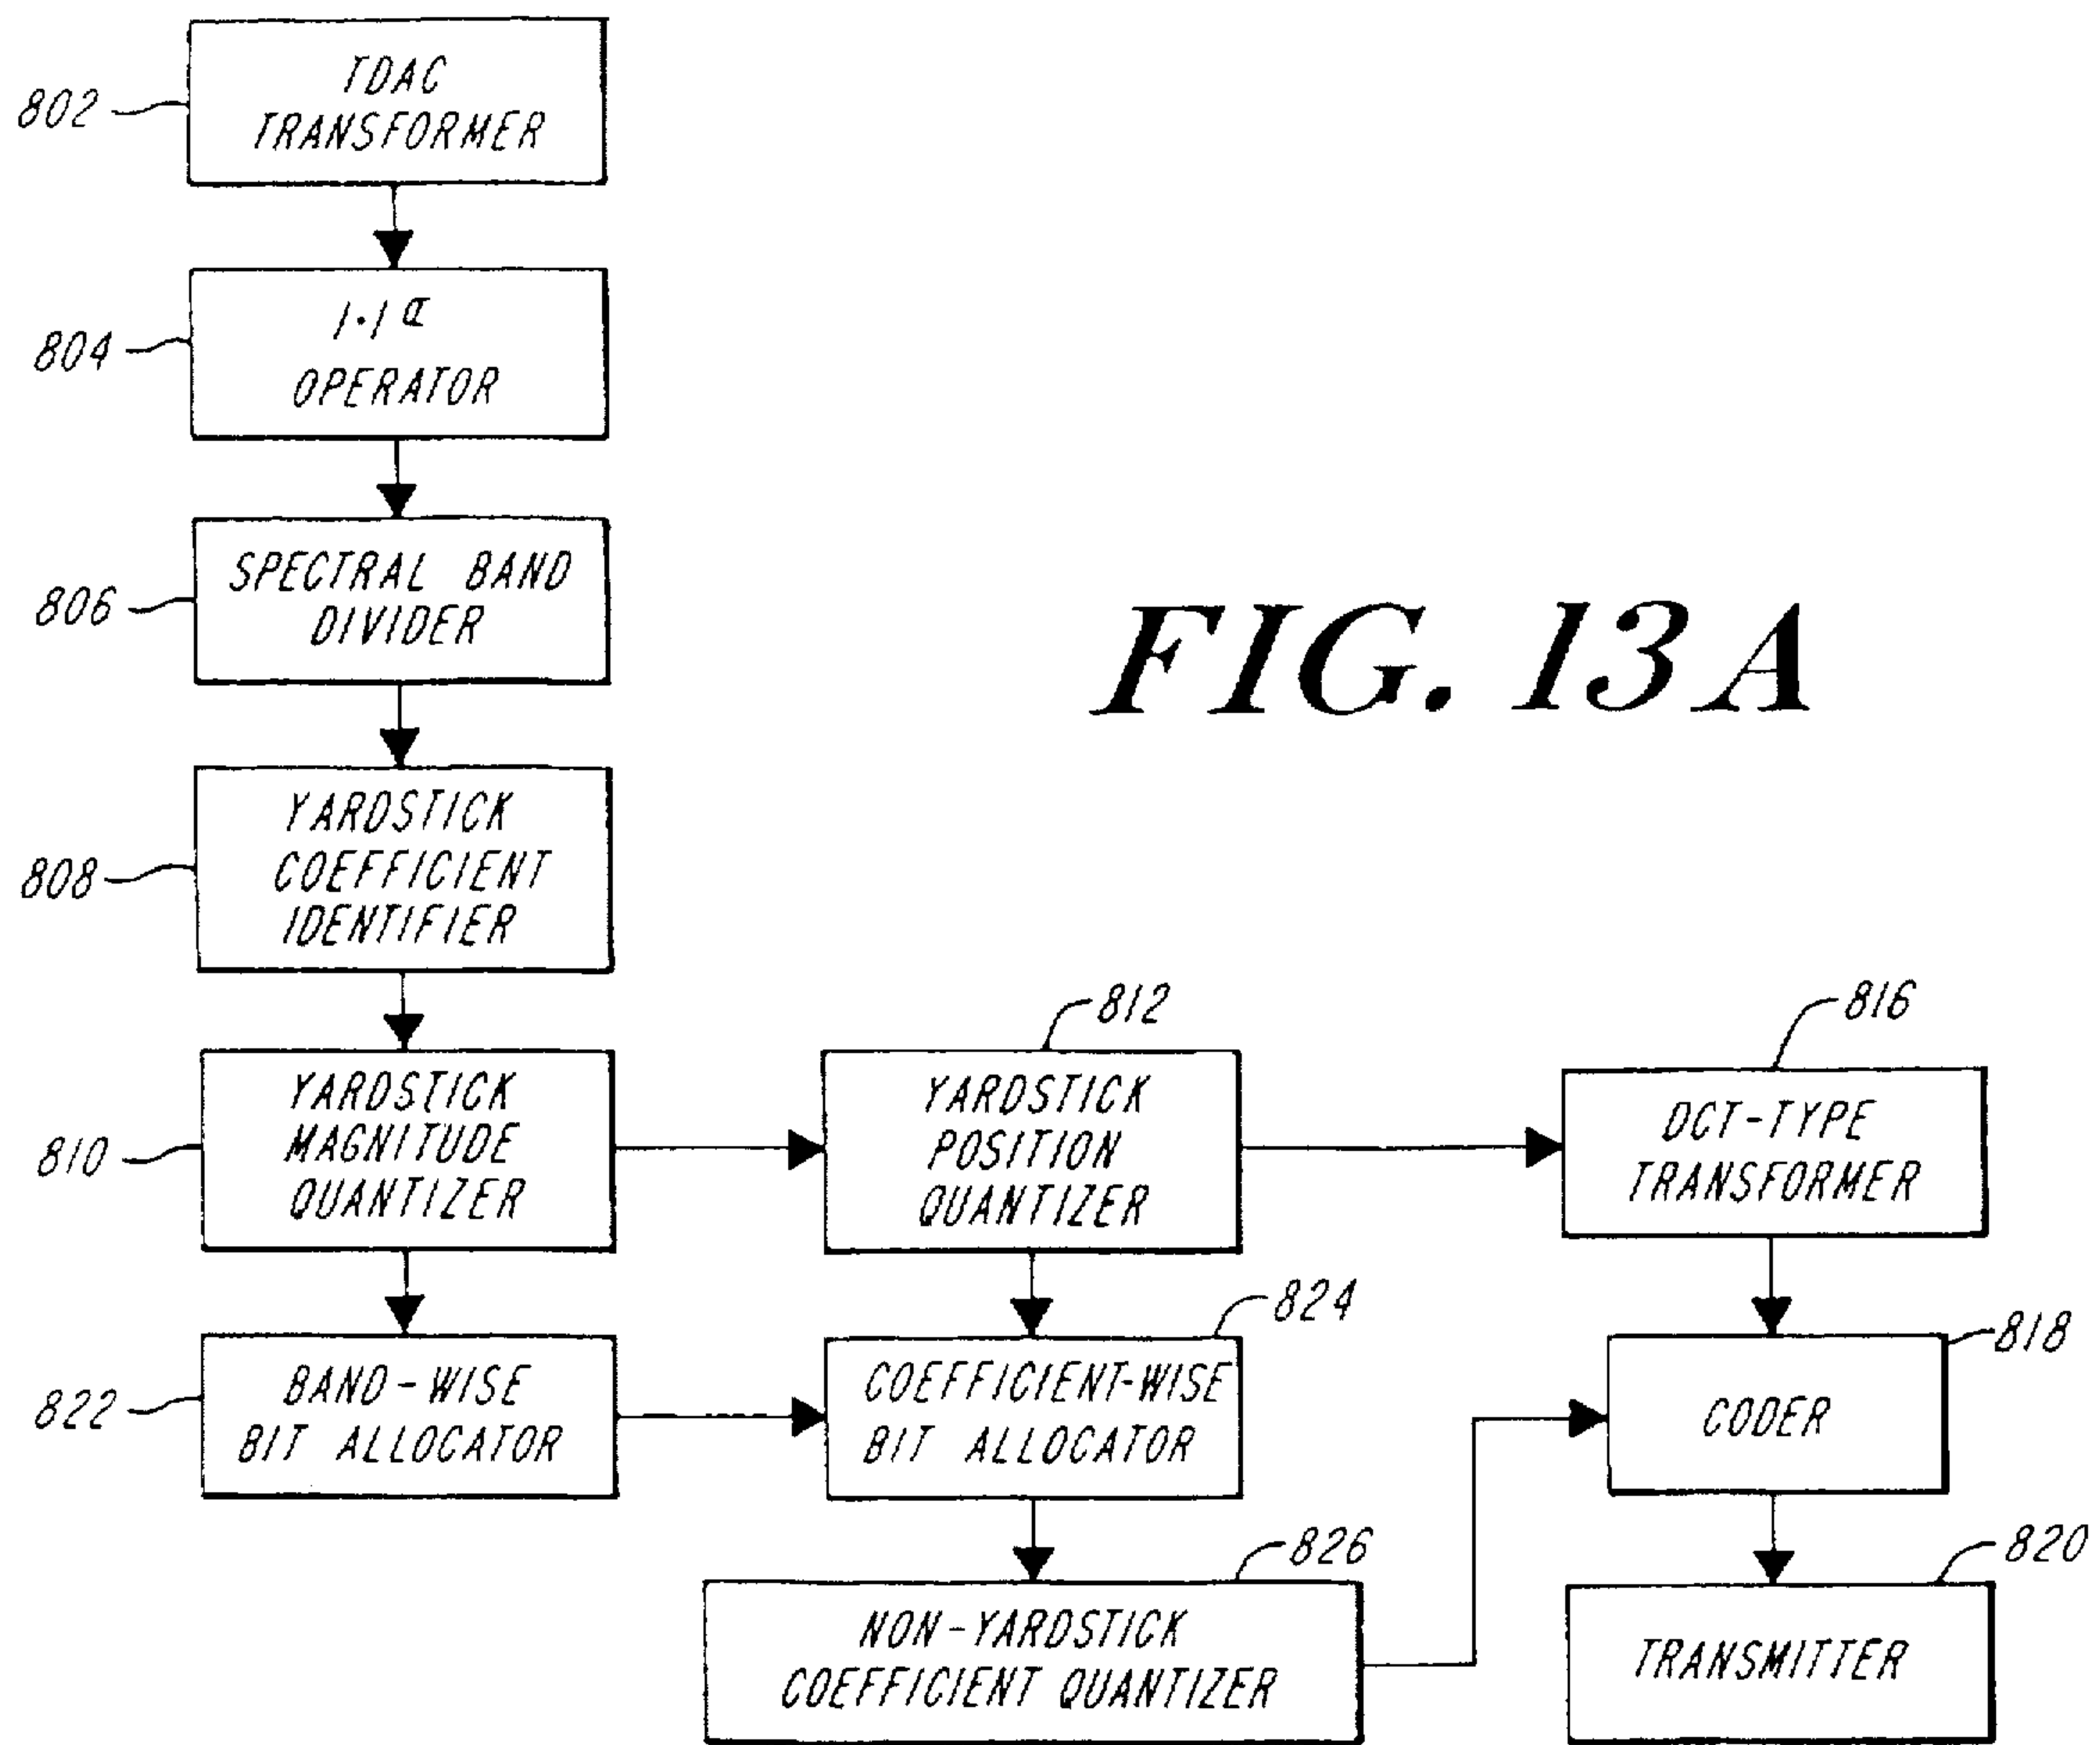 TDAC
TRANSFORMER
802
|·|ᵅ
OPERATOR
804
SPECTRAL BAND
DIVIDER
806
FIG. 13A
YARDSTICK
COEFFICIENT
IDENTIFIER
808
812
816
YARDSTICK
MAGNITUDE
QUANTIZER
810
YARDSTICK
POSITION
QUANTIZER
DCT-TYPE
TRANSFORMER
824
818
BAND-WISE
BIT ALLOCATOR
822
COEFFICIENT-WISE
BIT ALLOCATOR
CODER
826
820
NON-YARDSTICK
COEFFICIENT QUANTIZER
TRANSMITTER